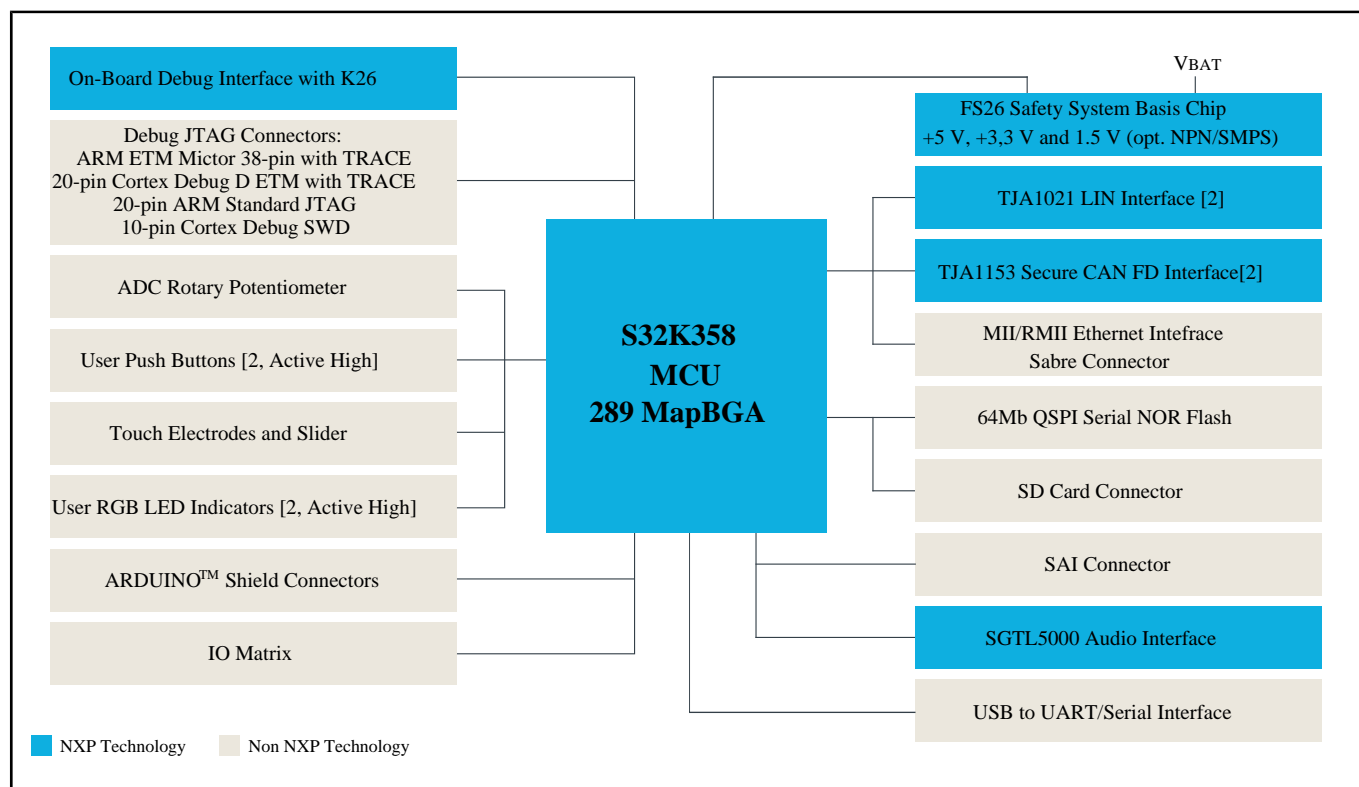 On-Board Debug Interface with K26
Debug JTAG Connectors:
ARM ETM Mictor 38-pin with TRACE
20-pin Cortex Debug D ETM with TRACE
20-pin ARM Standard JTAG
10-pin Cortex Debug SWD
ADC Rotary Potentiometer
User Push Buttons [2, Active High]
Touch Electrodes and Slider
User RGB LED Indicators [2, Active High]
ARDUINO™ Shield Connectors
IO Matrix
S32K358
MCU
289 MapBGA
VBAT
FS26 Safety System Basis Chip
+5 V, +3,3 V and 1.5 V (opt. NPN/SMPS)
TJA1021 LIN Interface [2]
TJA1153 Secure CAN FD Interface[2]
MII/RMII Ethernet Intefrace
Sabre Connector
64Mb QSPI Serial NOR Flash
SD Card Connector
SAI Connector
SGTL5000 Audio Interface
USB to UART/Serial Interface
NXP Technology
Non NXP Technology